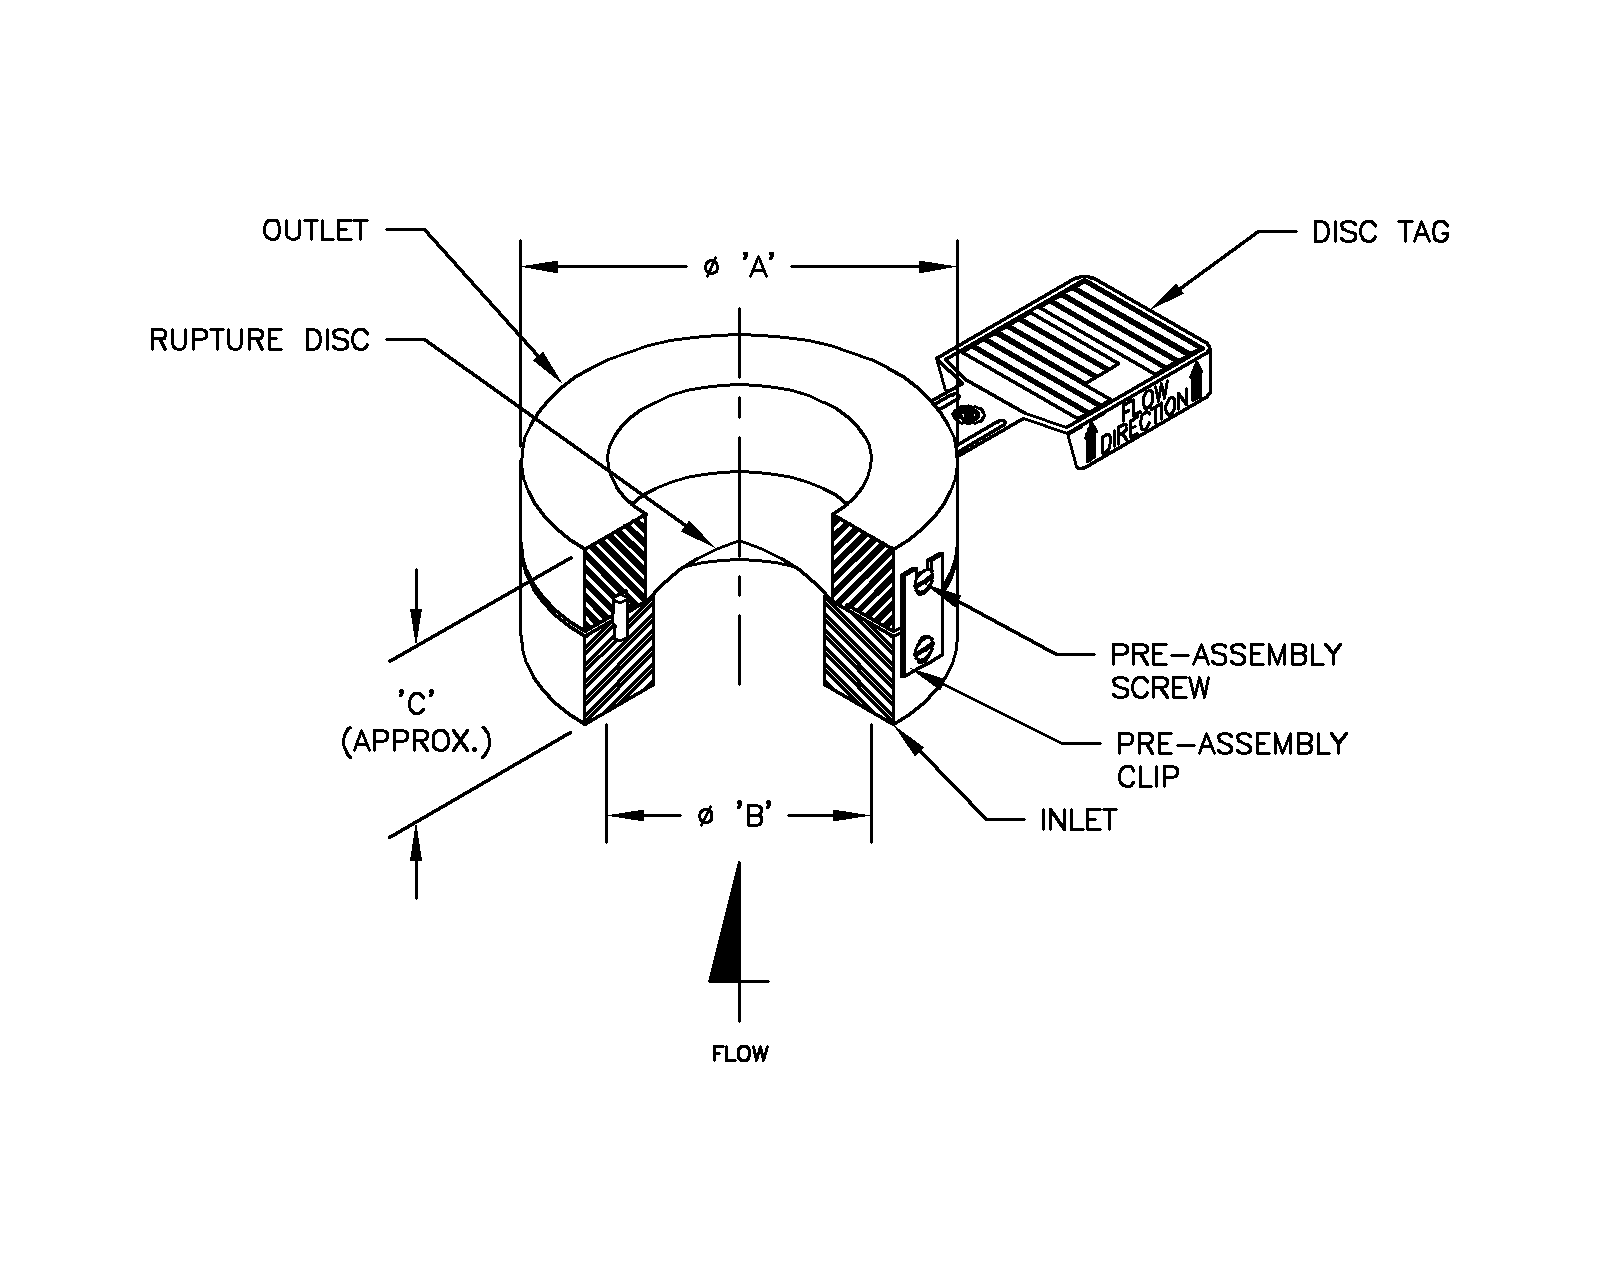 OUTLET
ø 'A'
DISC TAG
RUPTURE DISC
FLOW
DIRECTION
PRE-ASSEMBLY
SCREW
'C'
(APPROX.)
PRE-ASSEMBLY
CLIP
ø 'B'
INLET
FLOW